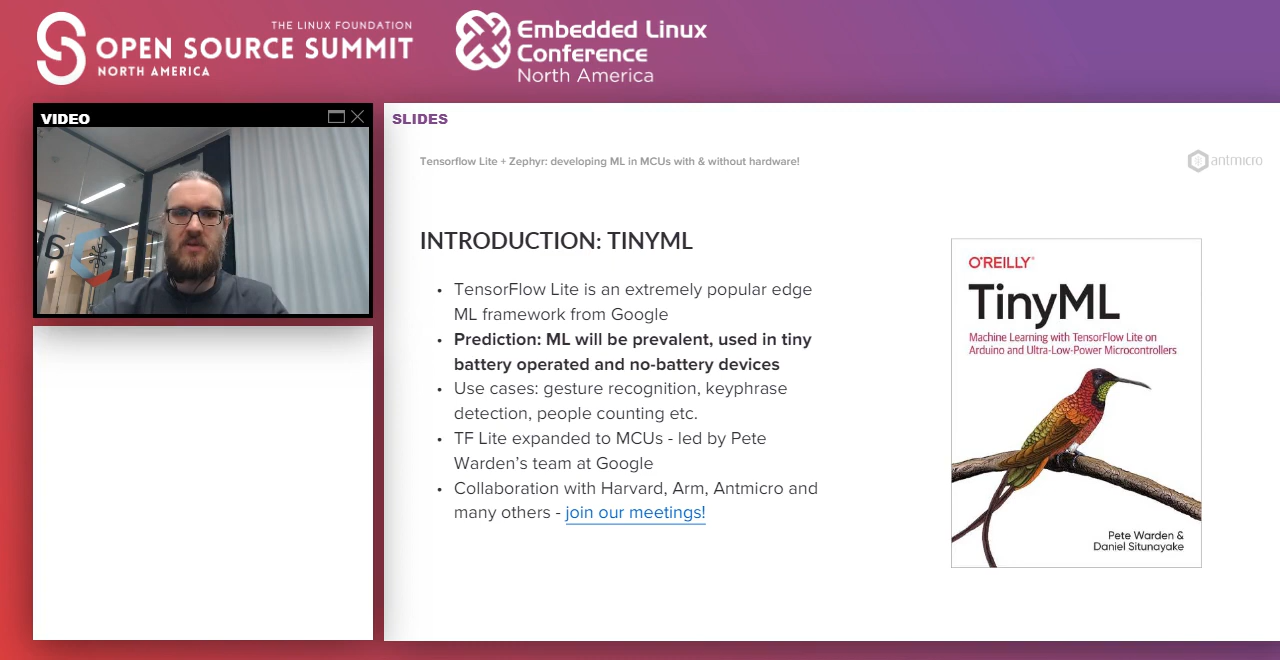 THE LINUX FOUNDATION
OPEN SOURCE SUMMIT
NORTH AMERICA
Embedded Linux
Conference
North America
VIDEO
SLIDES
Tensorflow Lite + Zephyr: developing ML in MCUs with & without hardware!
antmicro
INTRODUCTION: TINYML
• TensorFlow Lite is an extremely popular edge
ML framework from Google
• Prediction: ML will be prevalent, used in tiny
battery operated and no-battery devices
• Use cases: gesture recognition, keyphrase
detection, people counting etc.
• TF Lite expanded to MCUs - led by Pete
Warden’s team at Google
• Collaboration with Harvard, Arm, Antmicro and
many others - join our meetings!
O'REILLY®
TinyML
Machine Learning with TensorFlow Lite on
Arduino and Ultra-Low-Power Microcontrollers
Pete Warden &
Daniel Situnayake